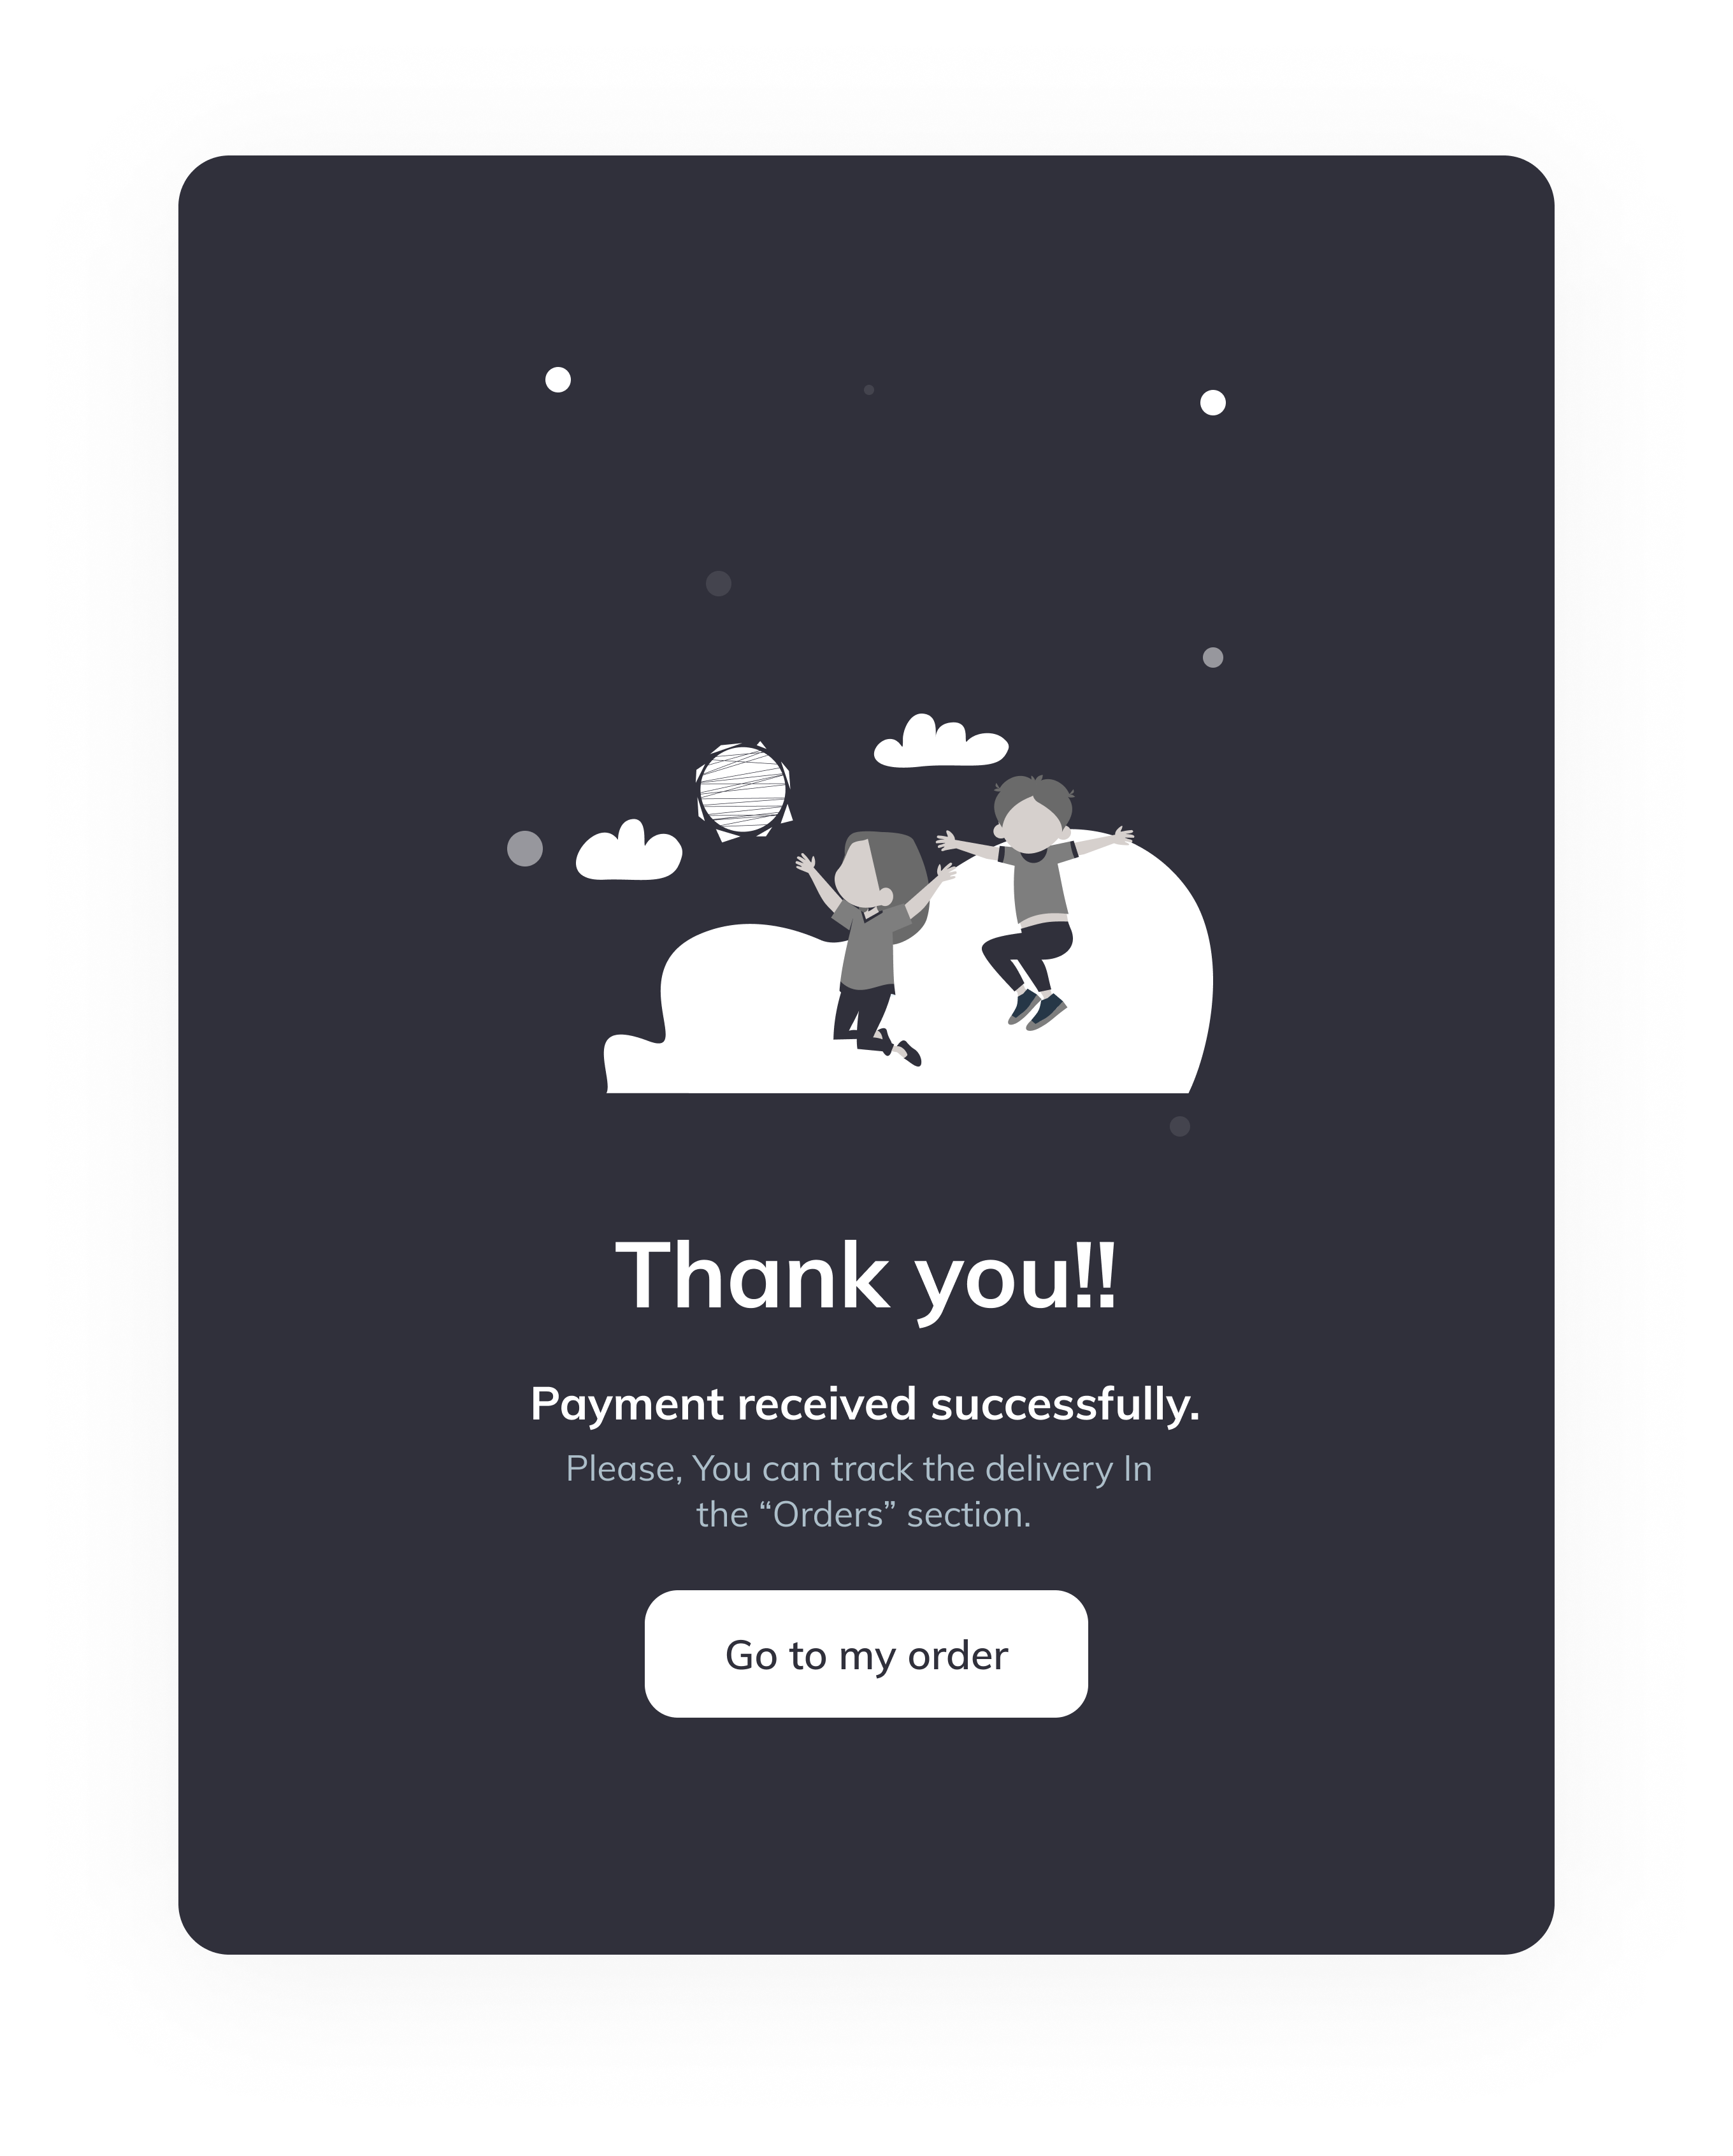 Thank you!!
Payment received successfully.
Please, You can track the delivery In
the “Orders” section.
Go to my order